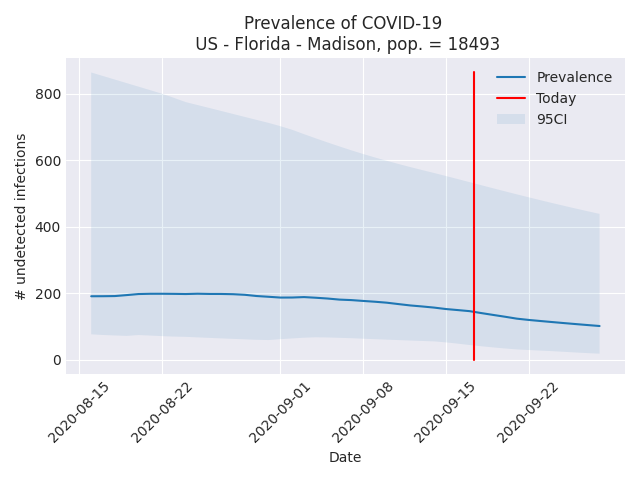 Prevalence of COVID-19
US - Florida - Madison, pop. = 18493
# undetected infections
800
600
400
200
0
Prevalence
Today
95CI
2020-08-15
2020-08-22
2020-09-01
2020-09-08
2020-09-15
2020-09-22
Date